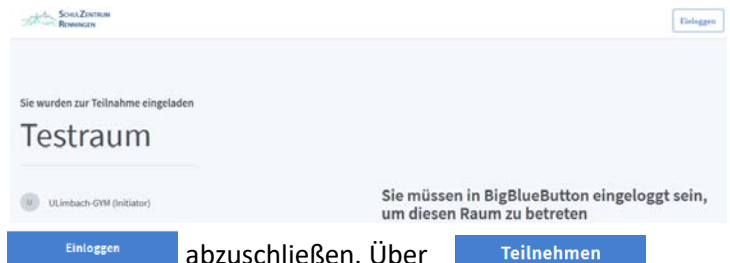 SCHULZENTRUM
RENNINGEN
Einloggen
Sie wurden zur Teilnahme eingeladen
Testraum
U ULimbach-GYM (Initiator)
Sie müssen in BigBlueButton eingeloggt sein,
um diesen Raum zu betreten
Einloggen abzuschließen. Über Teilnehmen